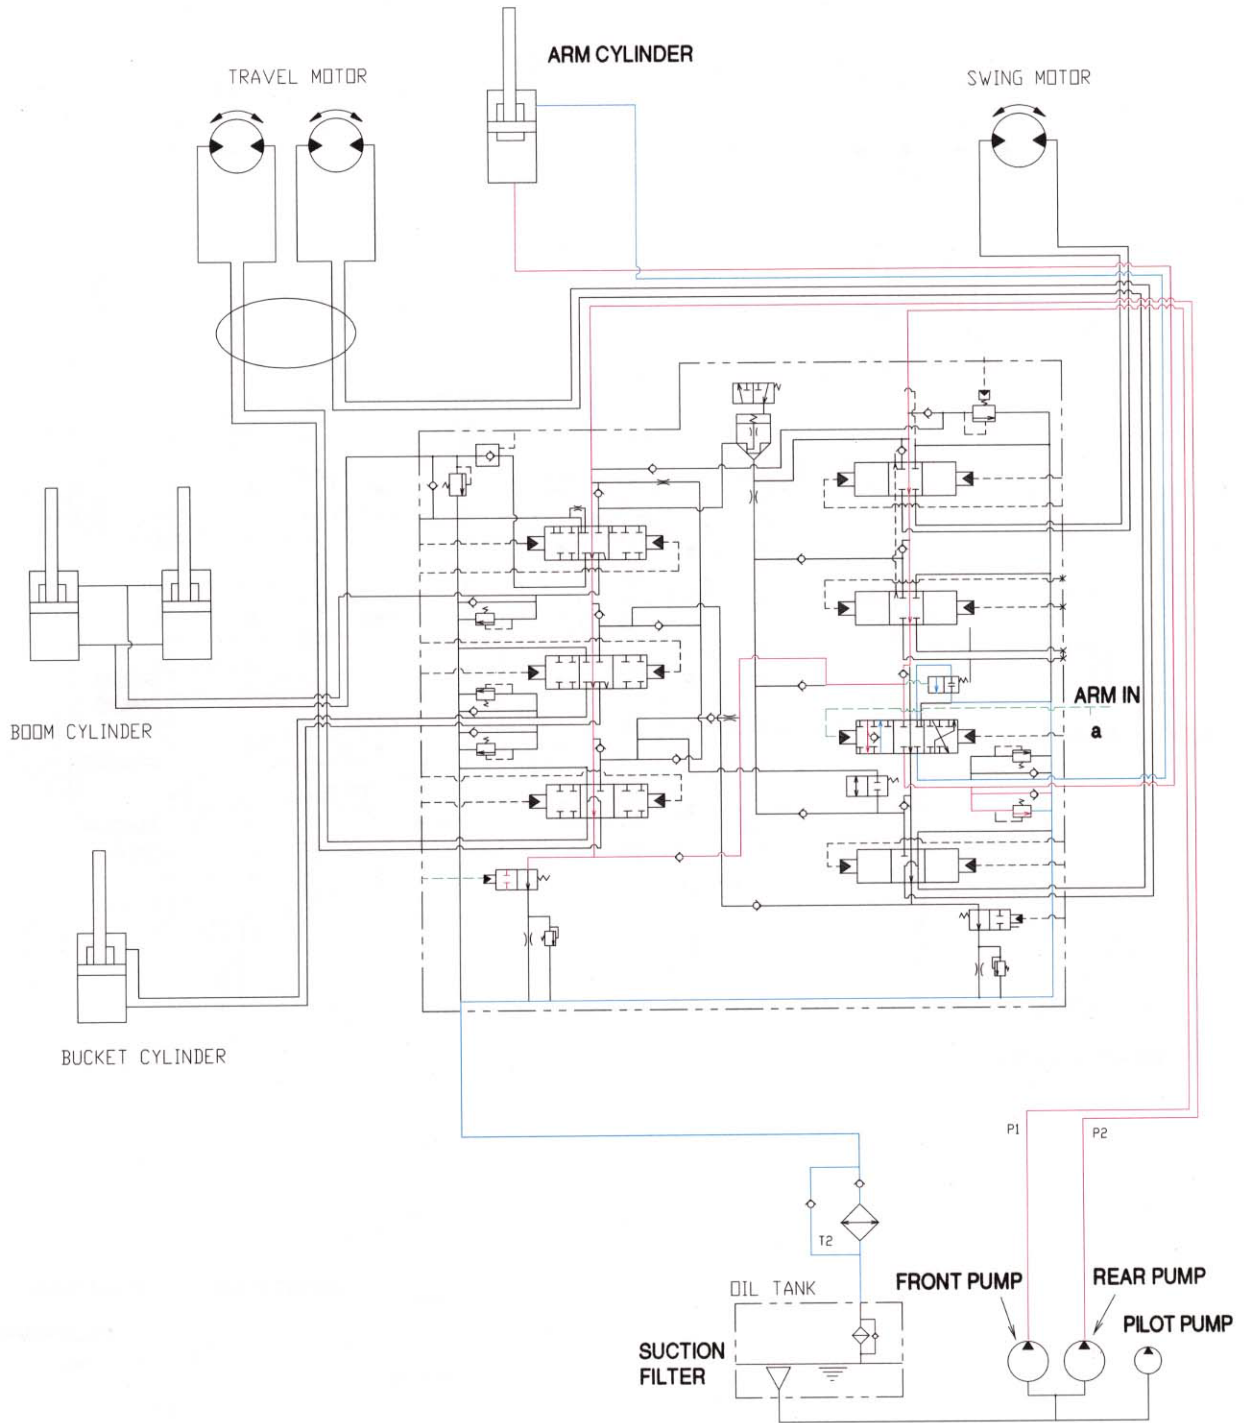 ARM CYLINDER
TRAVEL MOTOR
SWING MOTOR
ARM IN
a
BOOM CYLINDER
BUCKET CYLINDER
P1
P2
T2
FRONT PUMP
REAR PUMP
OIL TANK
PILOT PUMP
SUCTION
FILTER